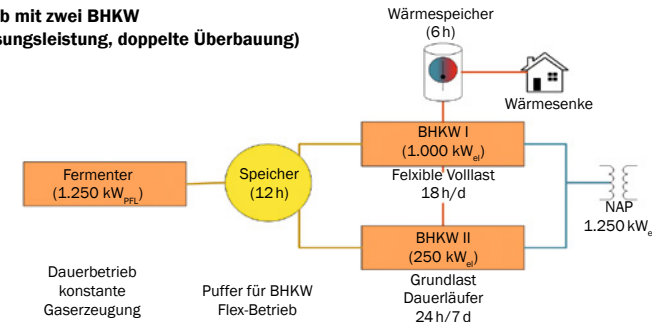 b mit zwei BHKW
sungsleistung, doppelte Überbauung)
Wärmespeicher
(6 h)
Wärmesenke
BHKW I
(1.000 kWel)
Felxible Volllast
18 h/d
Fermenter
(1.250 kWPFL)
Speicher
(12 h)
BHKW II
(250 kWel)
Grundlast
Dauerläufer
24 h/7 d
NAP
1.250 kWe
Dauerbetrieb
konstante
Gaserzeugung
Puffer für BHKW
Flex-Betrieb